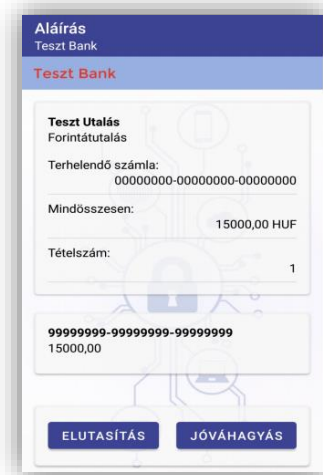 Aláírás
Teszt Bank
Teszt Bank
Teszt Utalás
Forintátutalás
Terhelendő számla:
00000000-00000000-00000000
Mindösszesen:
15000,00 HUF
Tételszám:
1
99999999-99999999-99999999
15000,00
ELUTASÍTÁS
JÓVÁHAGYÁS